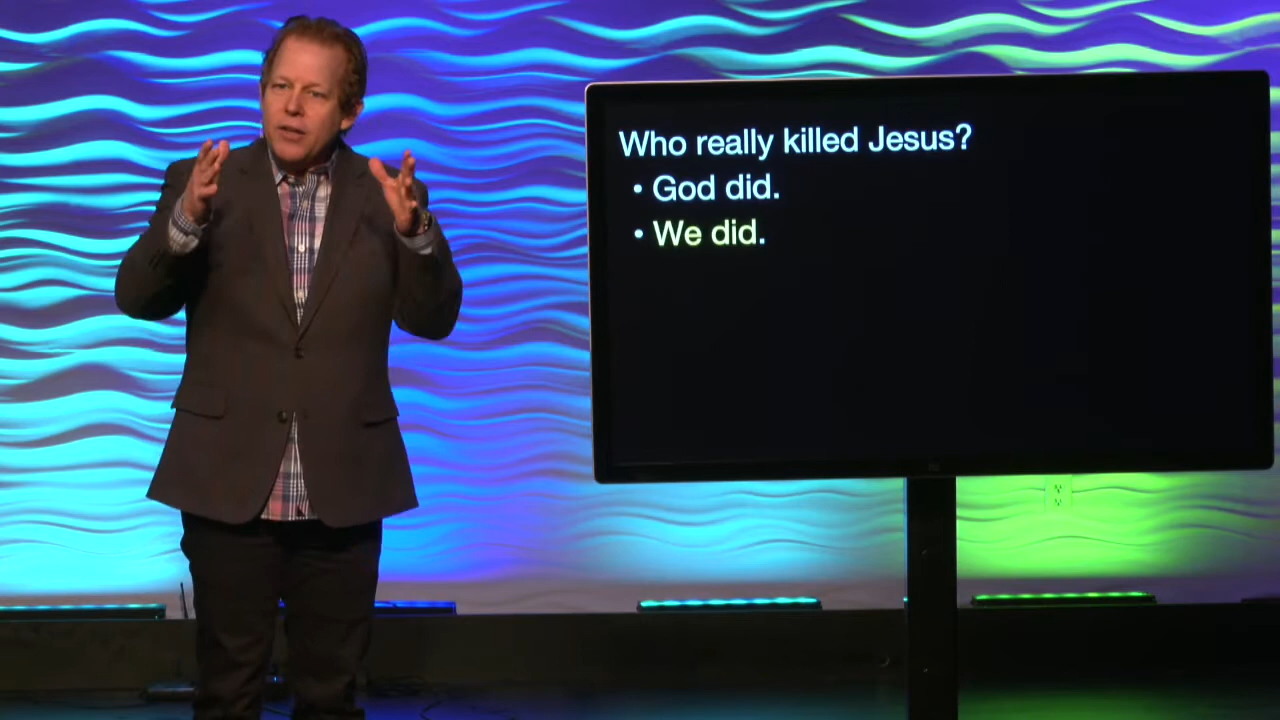 Who really killed Jesus?
• God did.
• We did.